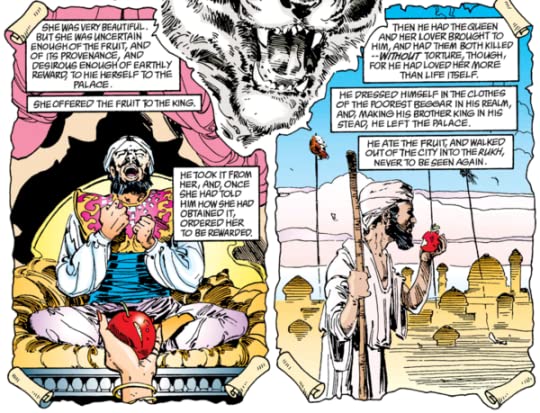 SHE WAS VERY BEAUTIFUL.
BUT SHE WAS UNCERTAIN
ENOUGH OF THE FRUIT, AND
OF ITS PROVENANCE, AND
DESIROUS ENOUGH OF EARTHLY
REWARD, TO HIE HERSELF TO THE
PALACE.
SHE OFFERED THE FRUIT TO THE KING.
HE TOOK IT FROM
HER, AND, ONCE
SHE HAD TOLD
HIM HOW SHE HAD
OBTAINED IT,
ORDERED HER
TO BE REWARDED.
THEN HE HAD THE QUEEN
AND HER LOVER BROUGHT TO
HIM, AND HAD THEM BOTH KILLED
--WITHOUT TORTURE, THOUGH,
FOR HE HAD LOVED HER MORE
THAN LIFE ITSELF.
HE DRESSED HIMSELF IN THE CLOTHES
OF THE POOREST BEGGAR IN HIS REALM,
AND, MAKING HIS BROTHER KING IN HIS
STEAD, HE LEFT THE PALACE.
HE ATE THE FRUIT, AND WALKED
OUT OF THE CITY INTO THE RUKH,
NEVER TO BE SEEN AGAIN.